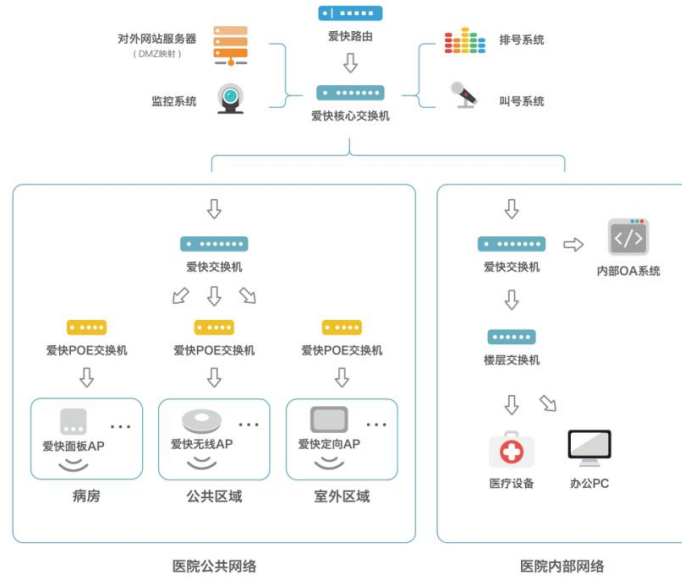 爱快路由
对外网站服务器
（DMZ映射）
排号系统
监控系统
爱快核心交换机
叫号系统
爱快交换机
爱快POE交换机
爱快POE交换机
爱快POE交换机
爱快面板AP
爱快无线AP
爱快定向AP
病房
公共区域
室外区域
医院公共网络
爱快交换机
内部OA系统
楼层交换机
医疗设备
办公PC
医院内部网络